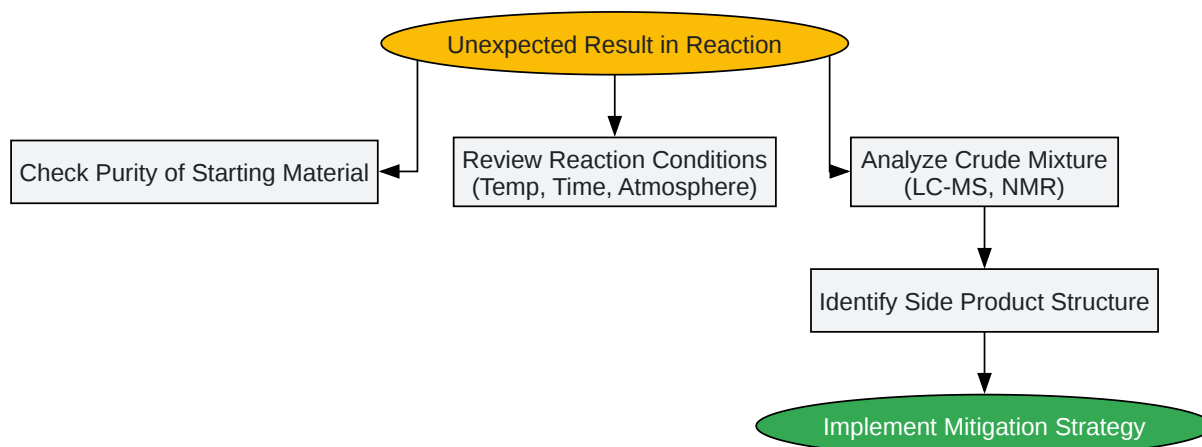 Unexpected Result in Reaction
Check Purity of Starting Material
Review Reaction Conditions
(Temp, Time, Atmosphere)
Analyze Crude Mixture
(LC-MS, NMR)
Identify Side Product Structure
Implement Mitigation Strategy